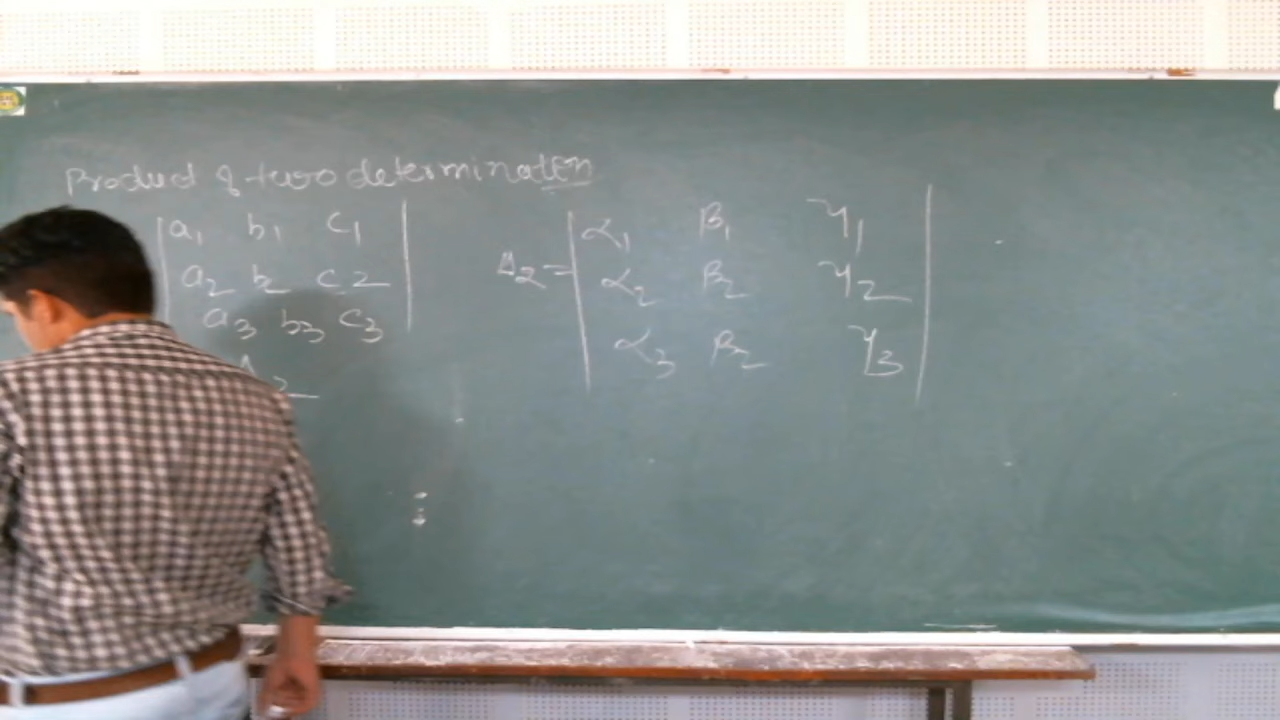 Product of two determinaten
a1 b1 c1
a2 b2 c2
a3 b3 c3
Δ2 = α1 β1 γ1
α2 β2 γ2
α3 β2 γ3